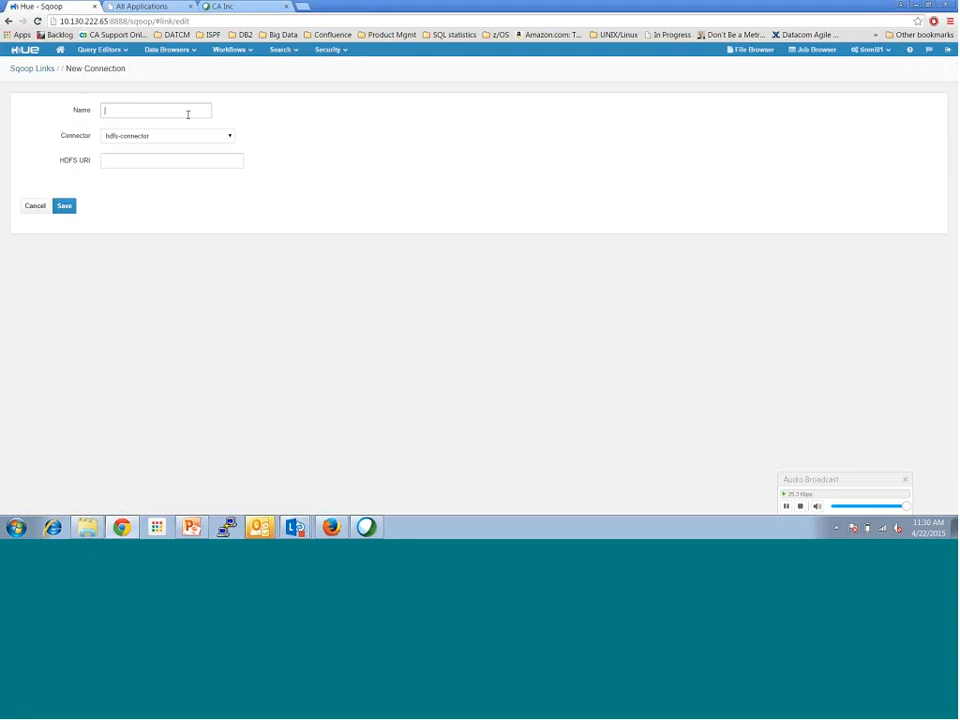 Hue - Sqoop × All Applications × CA Inc ×
10.130.222.65:8888/sqoop/#link/edit
Apps Backlog CA Support Onl... DATCM ISPF DB2 Big Data Confluence Product Mgmt SQL statistics z/OS Amazon.com: T... UNIX/Linux In Progress Don't Be a Metr... Datacom Agile ... » Other bookmarks
HUE Query Editors Data Browsers Workflows Search Security File Browser Job Browser
Sqoop Links / / New Connection
Name
Connector hdfs-connector
HDFS URI
Cancel Save
Audio Broadcast ×
25.3 Kbps
11:30 AM
4/22/2015